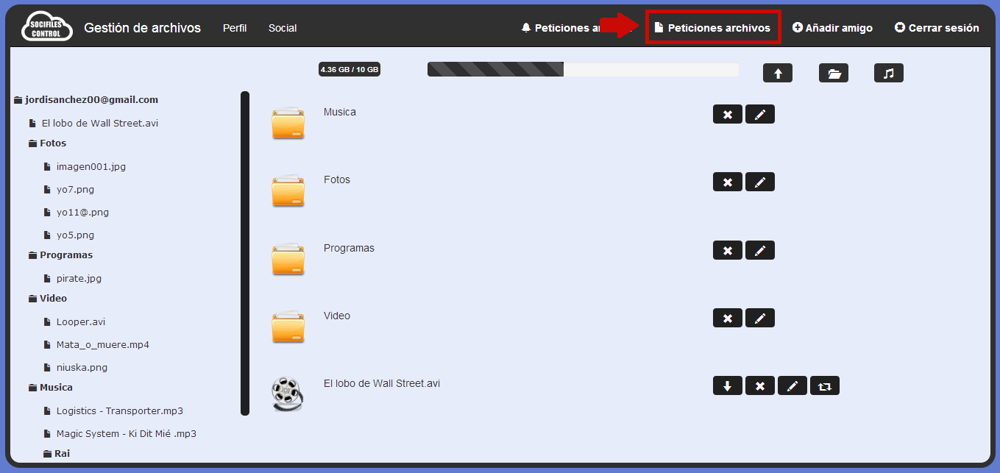 SOCIFILES
CONTROL
Gestión de archivos
Perfil
Social
Peticiones
Peticiones archivos
Añadir amigo
Cerrar sesión
4.36 GB / 10 GB
jordisanchez00@gmail.com
El lobo de Wall Street.avi
Fotos
imagen001.jpg
yo7.png
yo11@.png
yo5.png
Programas
pirate.jpg
Video
Looper.avi
Mata_o_muere.mp4
niuska.png
Musica
Logistics - Transporter.mp3
Magic System - Ki Dit Mié .mp3
Rai
Musica
Fotos
Programas
Video
El lobo de Wall Street.avi